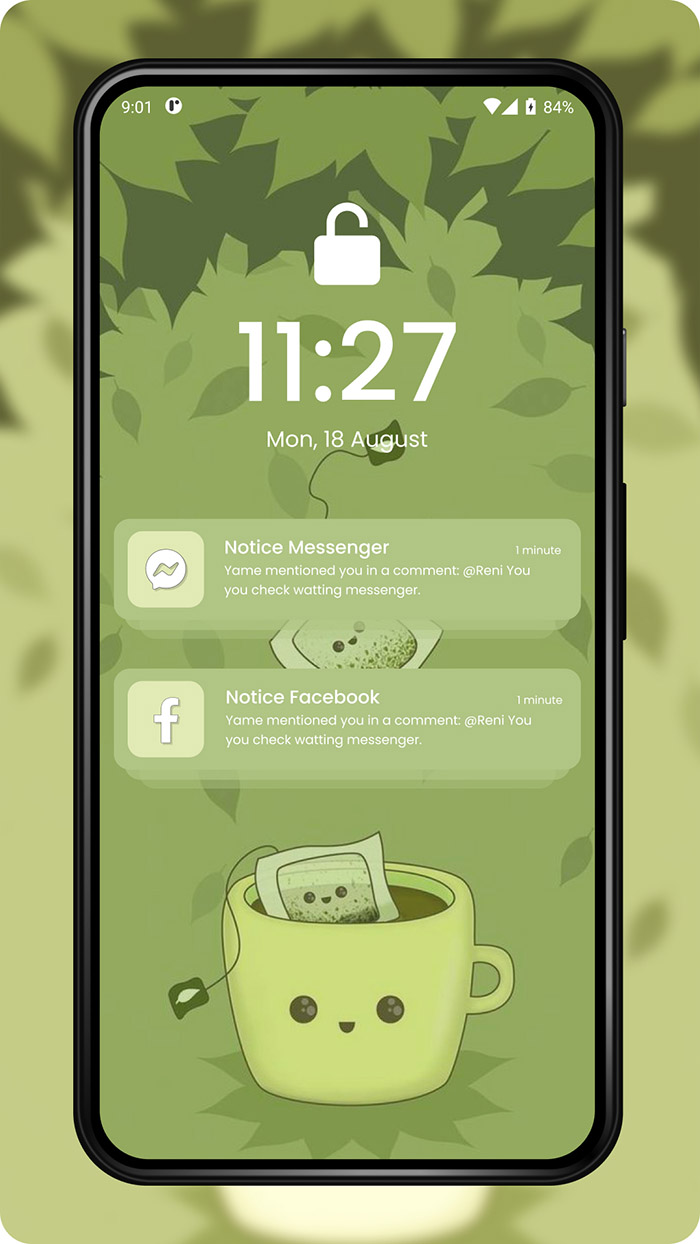 9:01 84%
11:27
Mon, 18 August
Notice Messenger 1 minute
Yame mentioned you in a comment: @Reni You
you check watting messenger.
Notice Facebook 1 minute
Yame mentioned you in a comment: @Reni You
you check watting messenger.